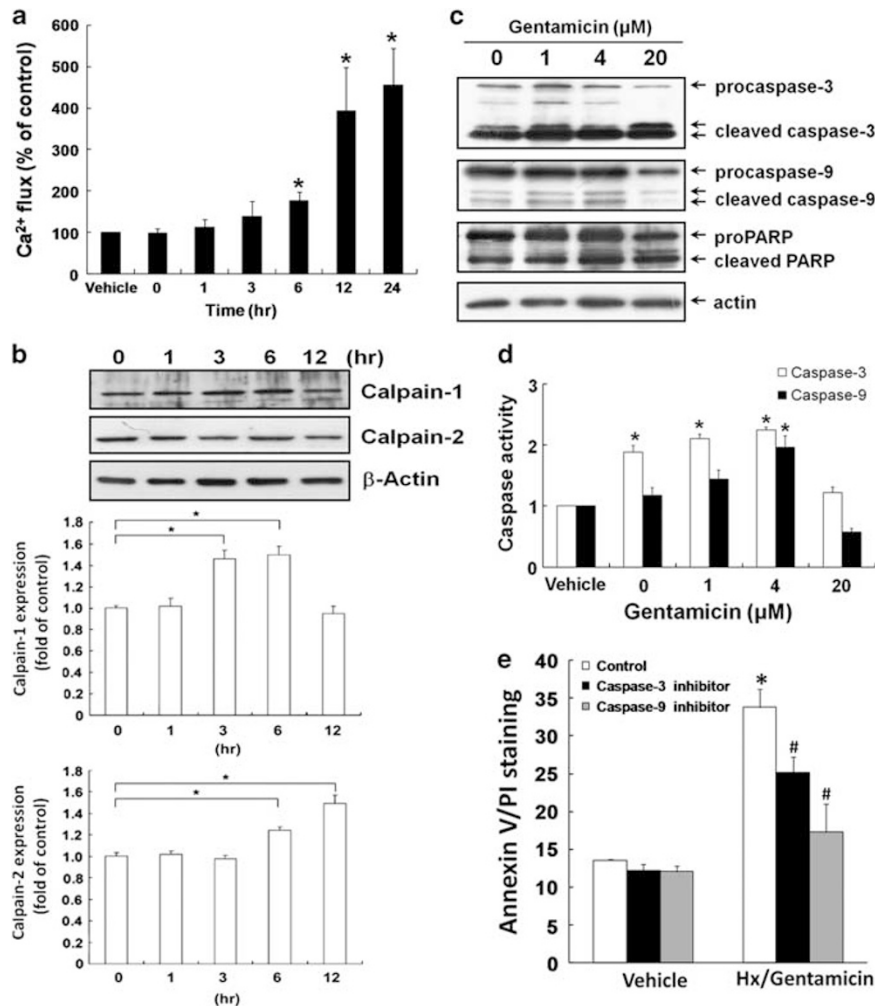 a
600
500
400
300
200
100
0
Ca2+ flux (% of control)
* * *
Vehicle 0 1 3 6 12 24
Time (hr)
b
0 1 3 6 12 (hr)
Calpain-1
Calpain-2
β-Actin
1.8
1.6
1.4
1.2
1.0
0.8
0.6
0.4
0.2
0
Calpain-1 expression
(fold of control)
*
*
0 1 3 6 12
(hr)
1.8
1.6
1.4
1.2
1.0
0.8
0.6
0.4
0.2
0
Calpain-2 expression
(fold of control)
*
*
0 1 3 6 12
(hr)
c
Gentamicin (μM)
0 1 4 20
procaspase-3
cleaved caspase-3
procaspase-9
cleaved caspase-9
proPARP
cleaved PARP
actin
d
Caspase-3
Caspase-9
3
2
1
0
Caspase activity
* * * *
Vehicle 0 1 4 20
Gentamicin (μM)
e
Control
Caspase-3 inhibitor
Caspase-9 inhibitor
40
35
30
25
20
15
10
5
0
Annexin V/PI staining
*
#
#
Vehicle Hx/Gentamicin